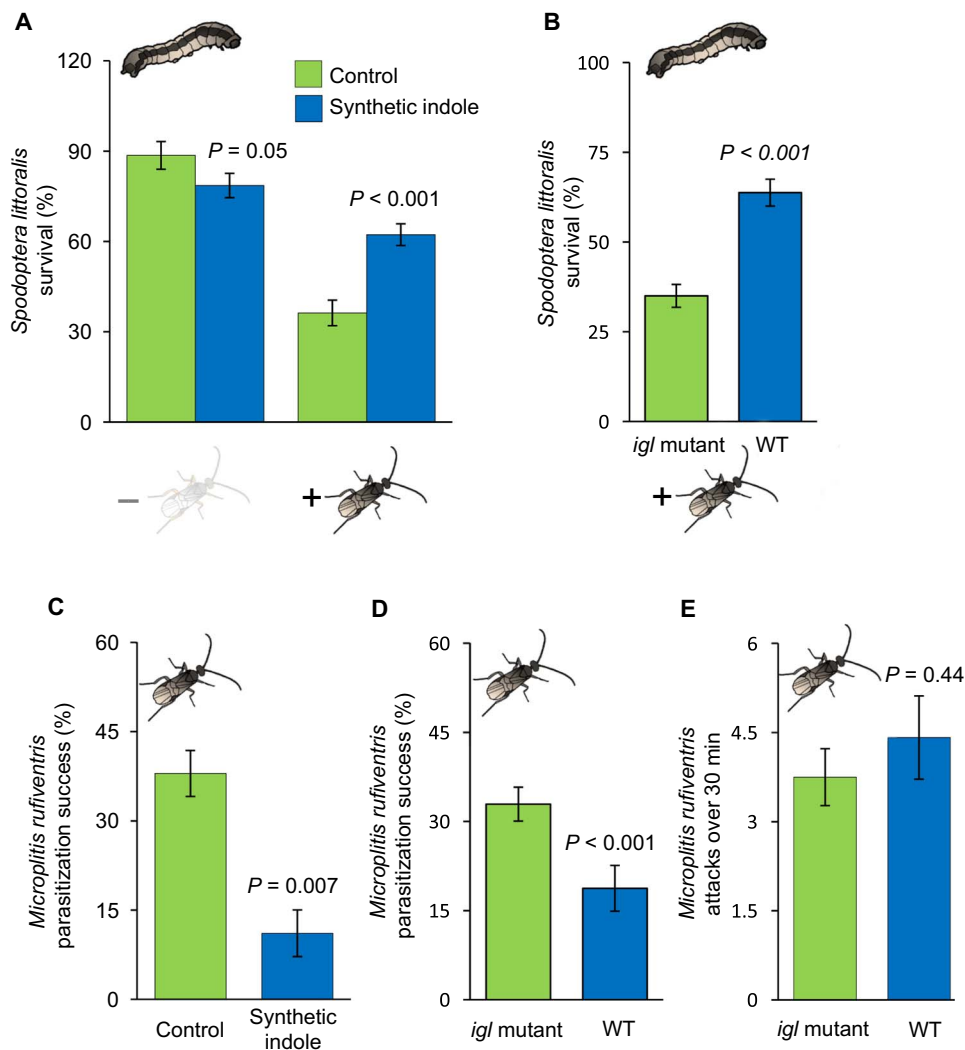 A
Spodoptera littoralis
survival (%)
120
90
60
30
0
Control
Synthetic indole
P = 0.05
P < 0.001
–
+
B
Spodoptera littoralis
survival (%)
100
75
50
25
0
P < 0.001
igl mutant
WT
+
C
Microplitis rufiventris
parasitization success (%)
60
45
30
15
0
P = 0.007
Control
Synthetic
indole
D
Microplitis rufiventris
parasitization success (%)
60
45
30
15
0
P < 0.001
igl mutant
WT
E
Microplitis rufiventris
attacks over 30 min
6
4.5
3
1.5
0
P = 0.44
igl mutant
WT